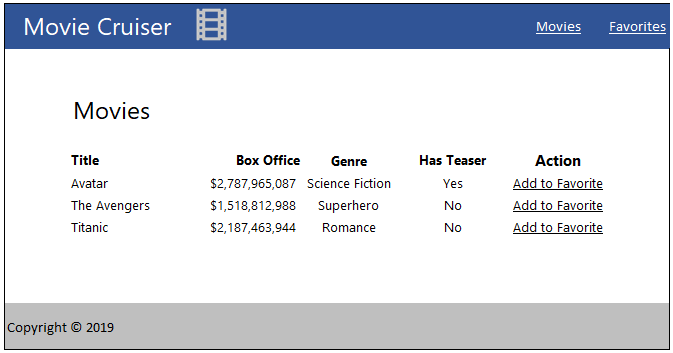 Movie Cruiser Movies Favorites
Movies
Title Box Office Genre Has Teaser Action
Avatar $2,787,965,087 Science Fiction Yes Add to Favorite
The Avengers $1,518,812,988 Superhero No Add to Favorite
Titanic $2,187,463,944 Romance No Add to Favorite
Copyright © 2019